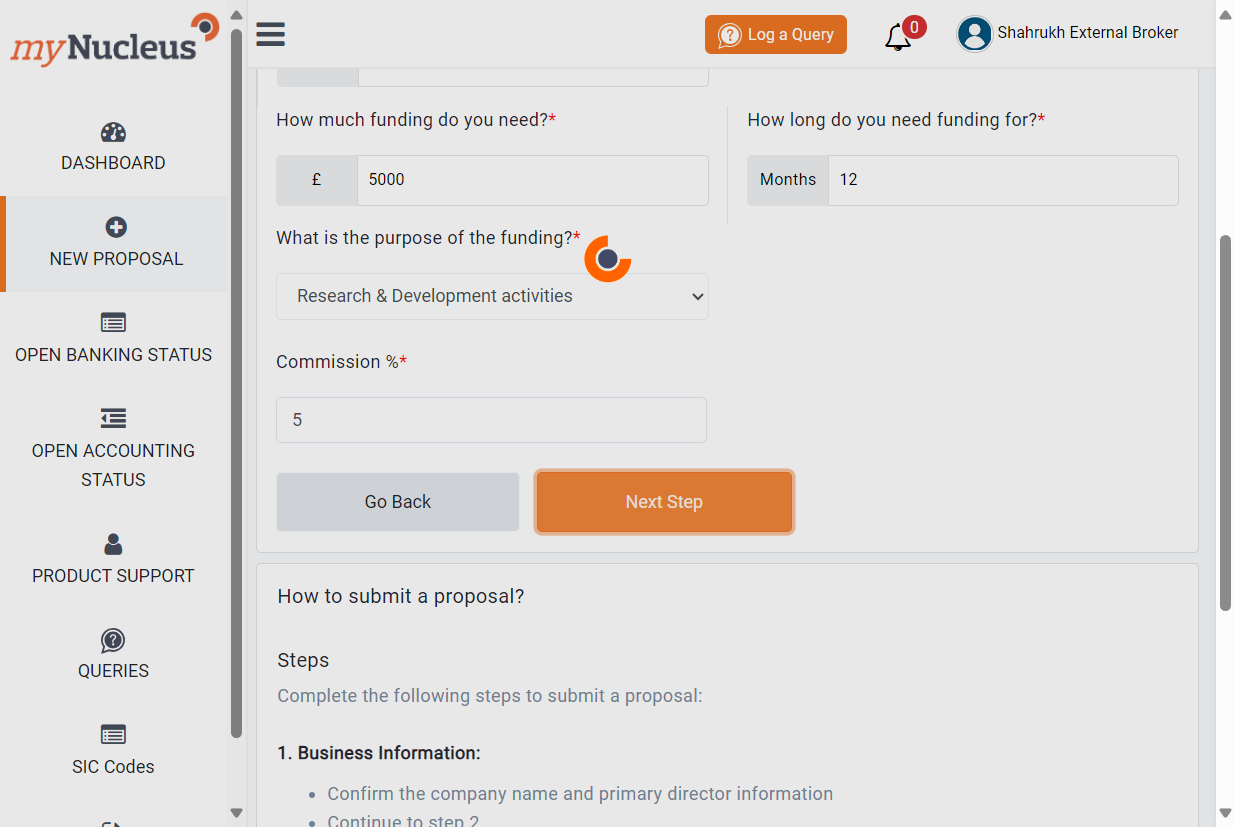 myNucleus
Log a Query
0
Shahrukh External Broker
DASHBOARD
NEW PROPOSAL
OPEN BANKING STATUS
OPEN ACCOUNTING
STATUS
PRODUCT SUPPORT
QUERIES
SIC Codes
How much funding do you need?*
£ 5000
How long do you need funding for?*
Months 12
What is the purpose of the funding?*
Research & Development activities
Commission %*
5
Go Back
Next Step
How to submit a proposal?
Steps
Complete the following steps to submit a proposal:
1. Business Information:
• Confirm the company name and primary director information
• Continue to step 2